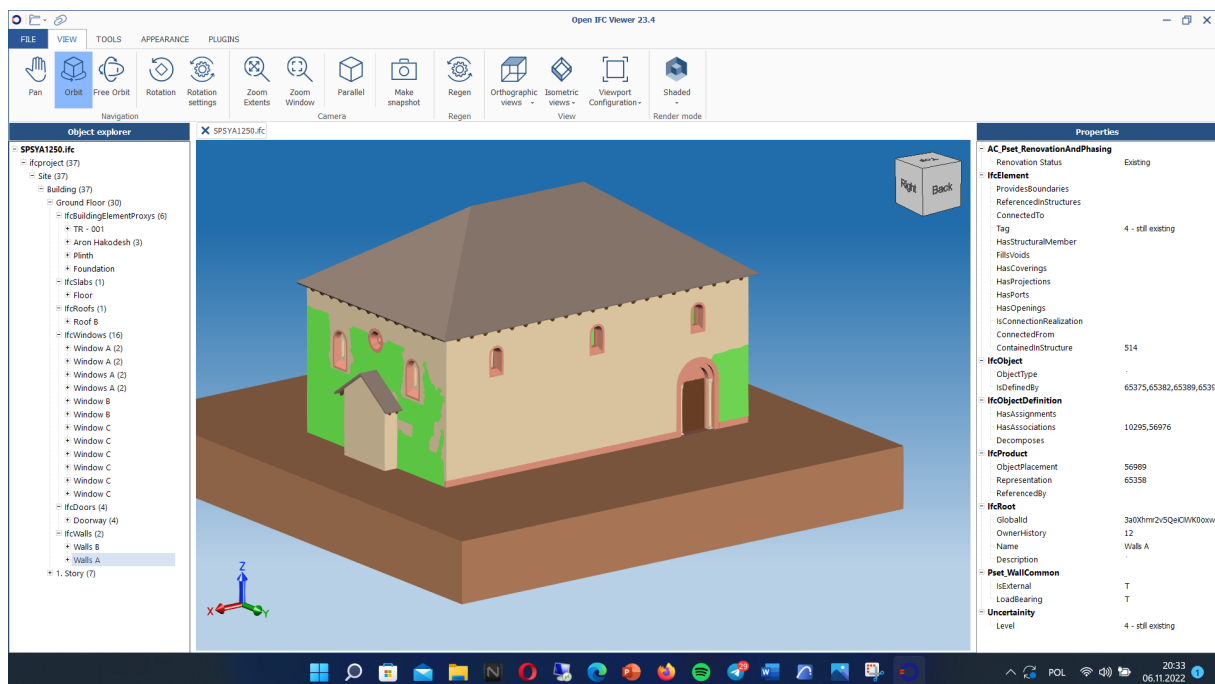 Open IFC Viewer 23.4
FILE VIEW TOOLS APPEARANCE PLUGINS
Pan Orbit Free Orbit Rotation Rotation settings Zoom Extents Zoom Window Parallel Make snapshot Regen Orthographic views Isometric views Viewport Configuration Shaded
Navigation Camera Regen View Render mode
Object explorer
SPSYA1250.ifc
ifcproject (37)
Site (37)
Building (37)
Ground Floor (30)
IfcBuildingElementProxys (6)
TR - 001
Aron Hakodesh (3)
Plinth
Foundation
IfcSlabs (1)
Floor
IfcRoofs (1)
Roof B
IfcWindows (16)
Window A (2)
Window A (2)
Windows A (2)
Windows A (2)
Window B
Window B
Window C
Window C
Window C
Window C
Window C
Window C
IfcDoors (4)
Doorway (4)
IfcWalls (2)
Walls B
Walls A
1. Story (7)
SPSYA1250.ifc
Right Back
Z
X
Y
Properties
AC_Pset_RenovationAndPhasing
Renovation Status Existing
IfcElement
ProvidesBoundaries
ReferencedInStructures
ConnectedTo
Tag 4 - still existing
HasStructuralMember
FillsVoids
HasCoverings
HasProjections
HasPorts
HasOpenings
IsConnectionRealization
ConnectedFrom
ContainedInStructure 514
IfcObject
ObjectType
IsDefinedBy 65375,65382,65389,6539
IfcObjectDefinition
HasAssignments
HasAssociations 10295,56976
Decomposes
IfcProduct
ObjectPlacement 56989
Representation 65358
ReferencedBy
IfcRoot
GlobalId
OwnerHistory 12
Name Walls A
Description
Pset_WallCommon
IsExternal T
LoadBearing T
Uncertainity
Level 4 - still existing
29
POL
20:33
06.11.2022
1